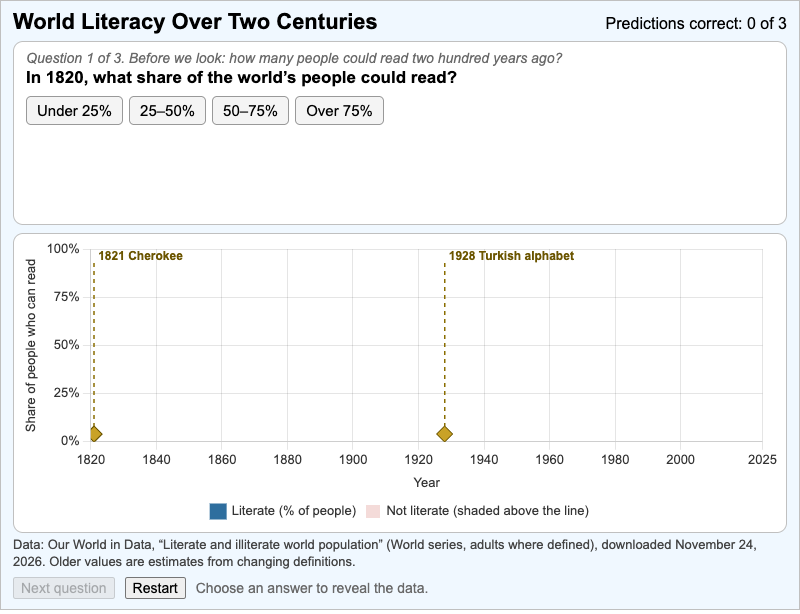 World Literacy Over Two Centuries
Predictions correct: 0 of 3
Question 1 of 3. Before we look: how many people could read two hundred years ago?
In 1820, what share of the world’s people could read?
Under 25%
25–50%
50–75%
Over 75%
Share of people who can read
100%
75%
50%
25%
0%
1821 Cherokee
1928 Turkish alphabet
1820
1840
1860
1880
1900
1920
1940
1960
1980
2000
2025
Year
Literate (% of people)
Not literate (shaded above the line)
Data: Our World in Data, “Literate and illiterate world population” (World series, adults where defined), downloaded November 24,
2026. Older values are estimates from changing definitions.
Next question
Restart
Choose an answer to reveal the data.